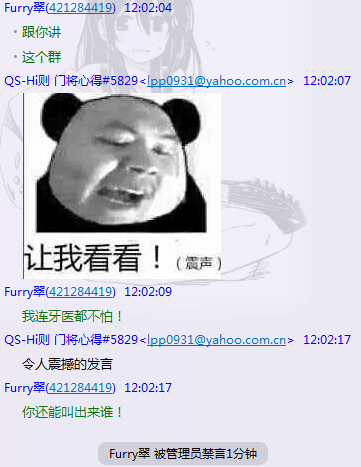 Furry翠(421284419) 12:02:04
・跟你讲
・这个群
QS-Hi则 门将心得#5829<lpp0931@yahoo.com.cn> 12:02:07
让我看看！（震声）
Furry翠(421284419) 12:02:09
我连牙医都不怕！
QS-Hi则 门将心得#5829<lpp0931@yahoo.com.cn> 12:02:17
令人震撼的发言
Furry翠(421284419) 12:02:17
你还能叫出来谁！
Furry翠 被管理员禁言1分钟